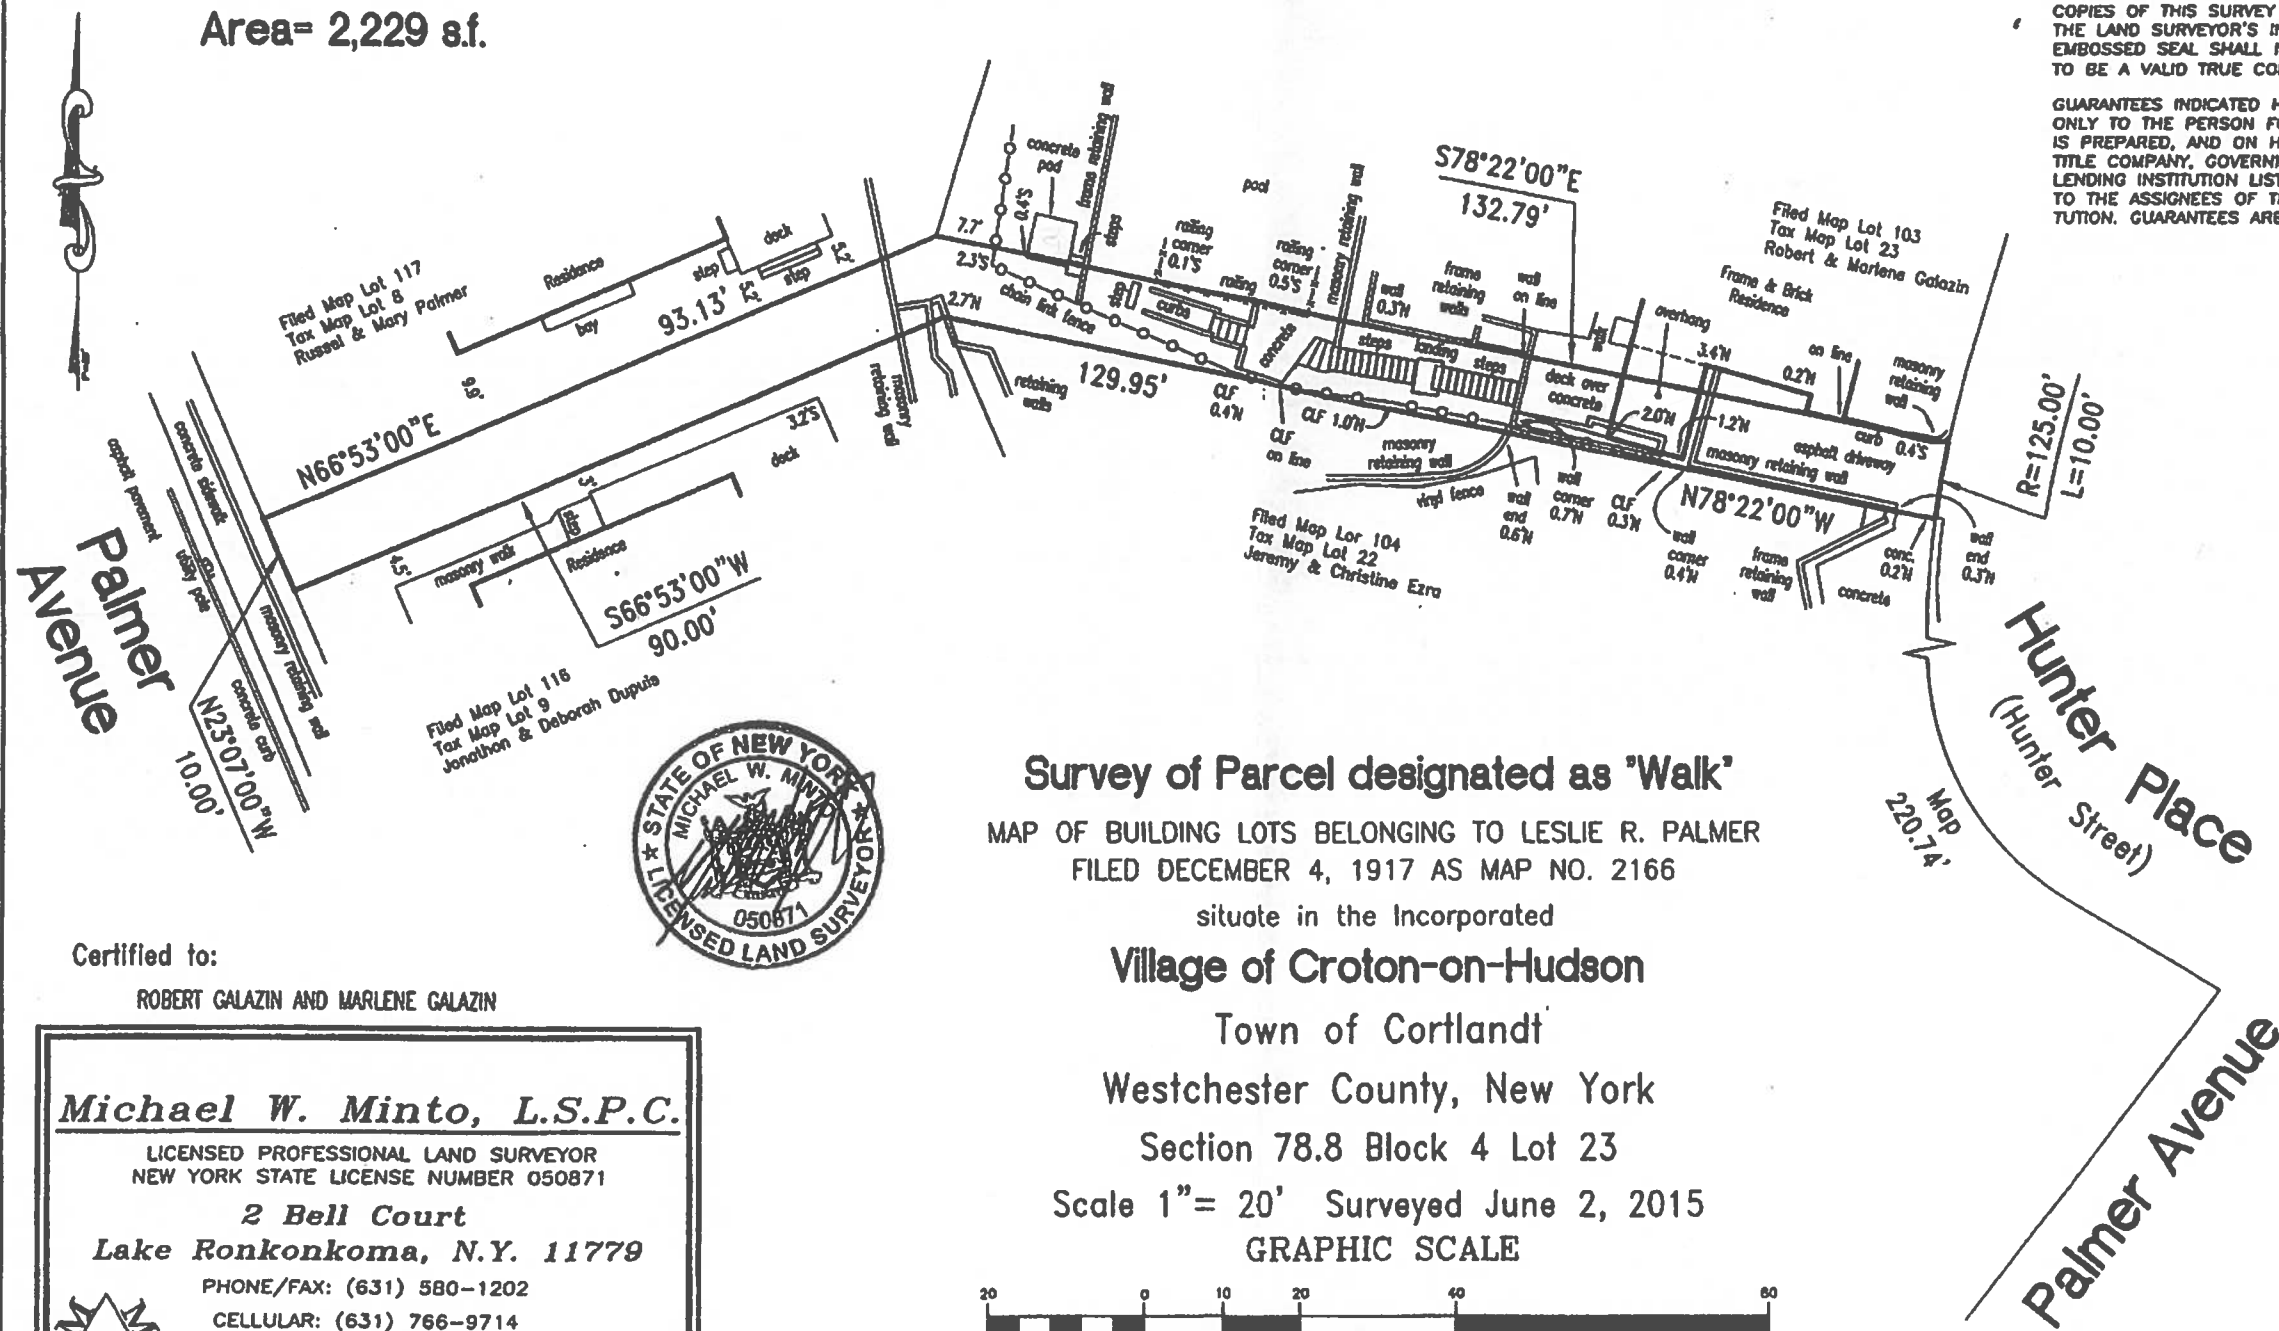 Area= 2,229 s.f.
COPIES OF THIS SURVEY
THE LAND SURVEYOR'S
EMBOSSED SEAL SHALL
TO BE A VALID TRUE
GUARANTEES INDICATED
ONLY TO THE PERSON
IS PREPARED, AND ON
TITLE COMPANY, GOVERN
LENDING INSTITUTION LIST
TO THE ASSIGNEES OF
TUTION. GUARANTEES ARE
Filed Map Lot 117
Tax Map Lot 8
Russel & Mary Palmer
Residence
bay
step
dock
step
5.2'
5.2'
93.13'
9.9'
N66°53'00"E
7.7'
2.3'S
0.4'S
concrete
pad
frame retaining wall
steps
2.7'N
chain link fence
step
curbs
railing
corner
0.1'S
railing
pool
railing
corner
0.5'S
masonry retaining wall
concrete
wall
0.3'N
frame
retaining
walls
wall
on line
S78°22'00"E
132.79'
steps
landing
steps
deck over
concrete
overhang
3.4'N
2.0'N
1.2'N
Filed Map Lot 103
Tax Map Lot 23
Robert & Marlene Galazin
Frame & Brick
Residence
0.2'N
on line
masonry
retaining
wall
curb
0.4'S
asphalt driveway
masonry retaining wall
R=125.00'
L=10.00'
masonry
retaining wall
retaining
walls
129.95'
CLF
0.4'N
CLF
on line
CLF 1.0'N
masonry
retaining wall
vinyl fence
wall
end
0.6'N
wall
corner
0.7'N
CLF
0.3'N
N78°22'00"W
wall
corner
0.4'N
frame
retaining
wall
concrete
conc.
0.2'N
wall
end
0.3'N
Filed Map Lor 104
Tax Map Lot 22
Jeremy & Christine Ezra
asphalt pavement
concrete sidewalk
utility pole
concrete curb
masonry retaining wall
Palmer
Avenue
N23°07'00"W
10.00'
4.5'
masonry walk
step
3'
3.2'S
dock
Residence
S66°53'00"W
90.00'
Filed Map Lot 116
Tax Map Lot 9
Jonathon & Deborah Dupuis
Hunter Place
(Hunter Street)
Map
220.74'
Palmer Avenue
STATE OF NEW YORK
MICHAEL W. MINTO
050871
LICENSED LAND SURVEYOR
Survey of Parcel designated as "Walk"
MAP OF BUILDING LOTS BELONGING TO LESLIE R. PALMER
FILED DECEMBER 4, 1917 AS MAP NO. 2166
situate in the Incorporated
Village of Croton-on-Hudson
Town of Cortlandt
Westchester County, New York
Section 78.8 Block 4 Lot 23
Scale 1"= 20' Surveyed June 2, 2015
GRAPHIC SCALE
20 0 10 20 40 80
Certified to:
ROBERT GALAZIN AND MARLENE GALAZIN
Michael W. Minto, L.S.P.C.
LICENSED PROFESSIONAL LAND SURVEYOR
NEW YORK STATE LICENSE NUMBER 050871
2 Bell Court
Lake Ronkonkoma, N.Y. 11779
PHONE/FAX: (631) 580-1202
CELLULAR: (631) 766-9714